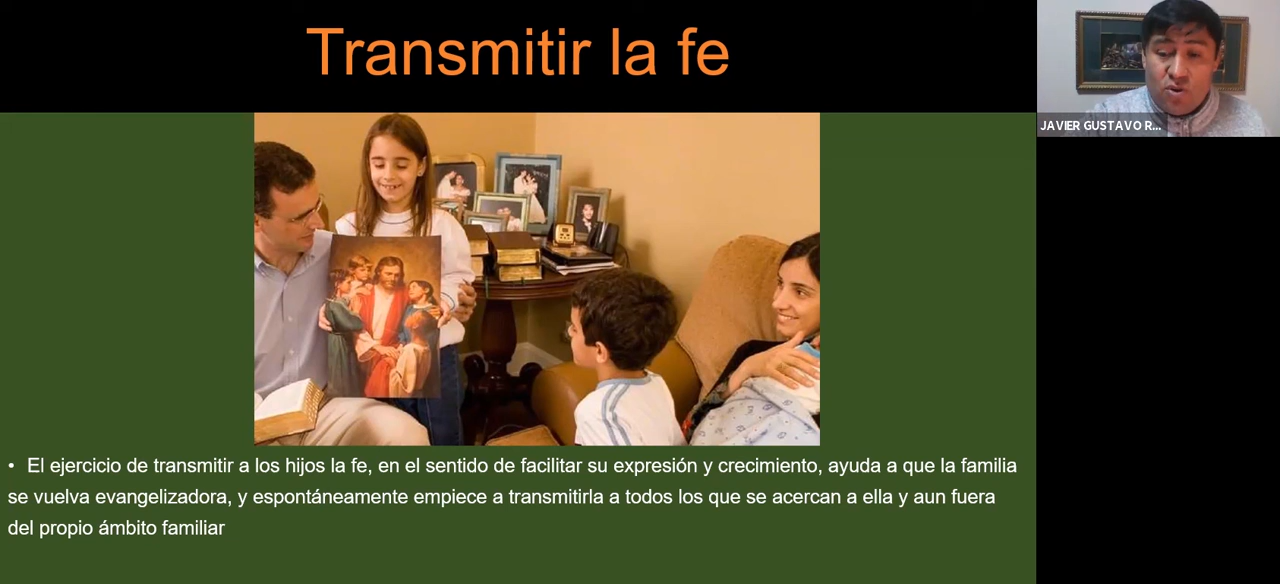 Transmitir la fe
JAVIER GUSTAVO R...
• El ejercicio de transmitir a los hijos la fe, en el sentido de facilitar su expresión y crecimiento, ayuda a que la familia
se vuelva evangelizadora, y espontáneamente empiece a transmitirla a todos los que se acercan a ella y aun fuera
del propio ámbito familiar